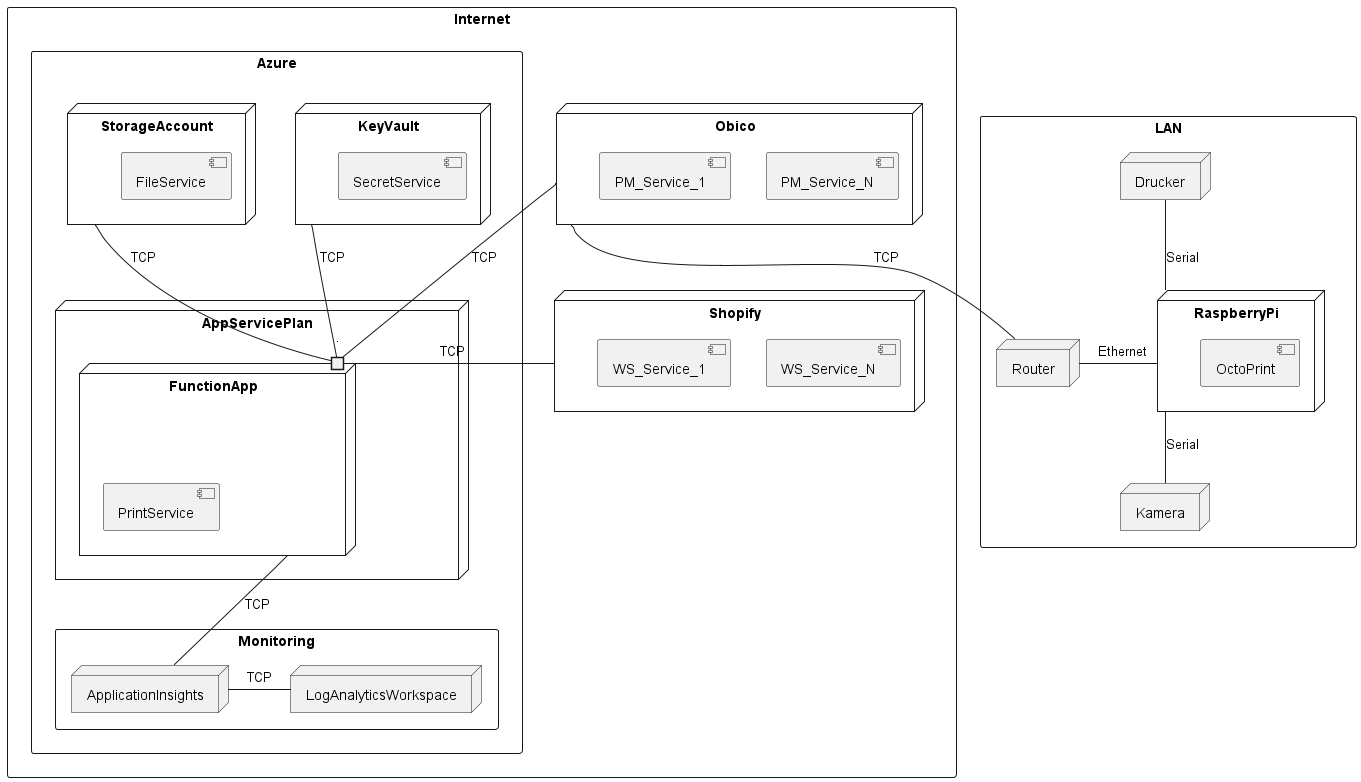 Internet
Azure
StorageAccount
FileService
KeyVault
SecretService
Obico
PM_Service_1
PM_Service_N
LAN
Drucker
TCP
TCP
TCP
TCP
Serial
AppServicePlan
.
TCP
Shopify
WS_Service_1
WS_Service_N
Router
Ethernet
RaspberryPi
OctoPrint
FunctionApp
PrintService
Serial
Kamera
TCP
Monitoring
ApplicationInsights
TCP
LogAnalyticsWorkspace